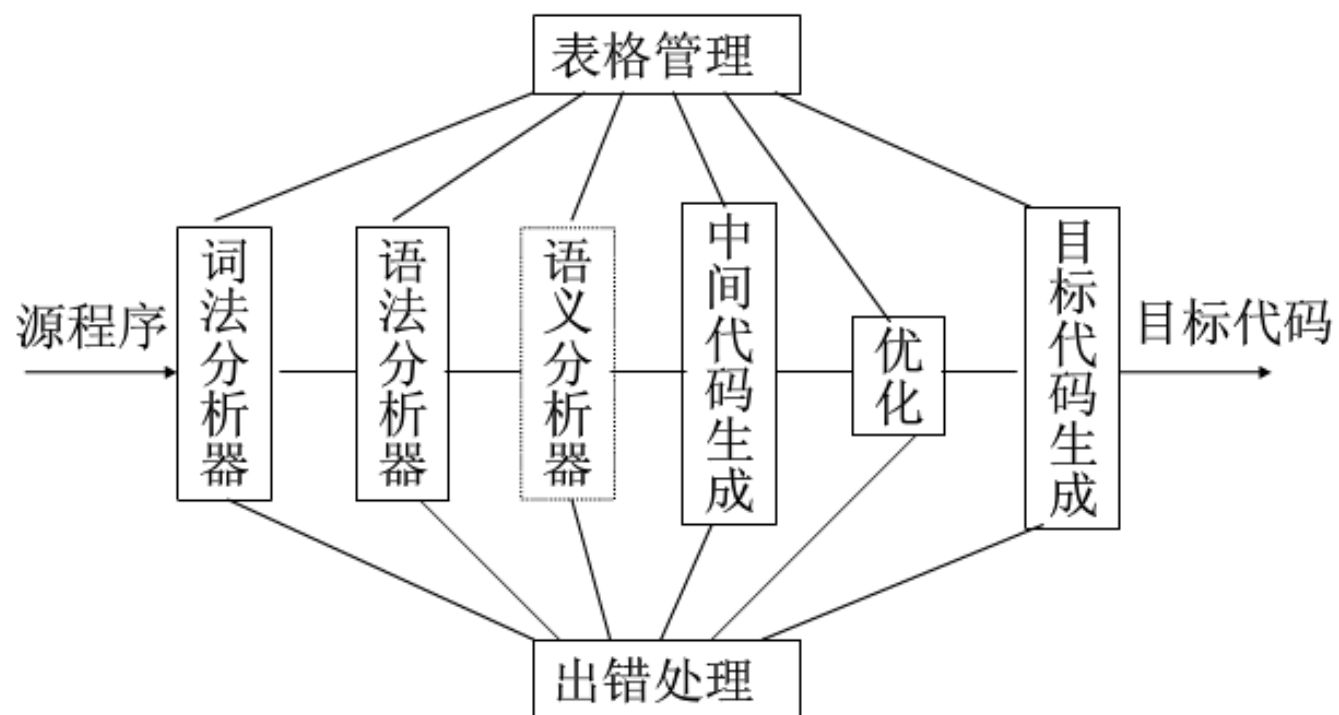 表格管理
源程序
词法分析器
语法分析器
语义分析器
中间代码生成
优化
目标代码生成
目标代码
出错处理